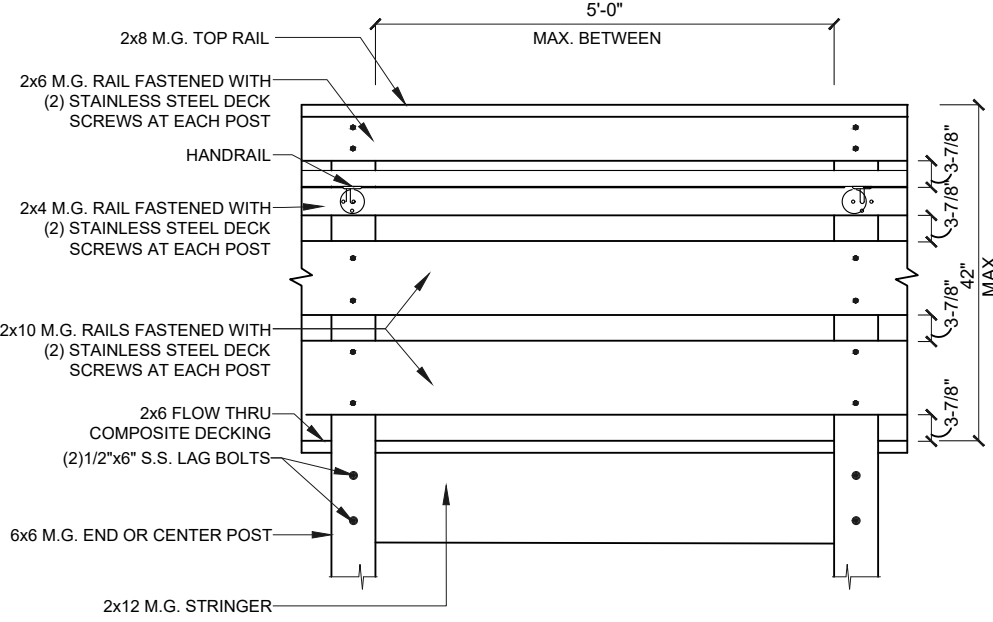 5'-0"
MAX. BETWEEN
2x8 M.G. TOP RAIL
2x6 M.G. RAIL FASTENED WITH
(2) STAINLESS STEEL DECK
SCREWS AT EACH POST
HANDRAIL
2x4 M.G. RAIL FASTENED WITH
(2) STAINLESS STEEL DECK
SCREWS AT EACH POST
2x10 M.G. RAILS FASTENED WITH
(2) STAINLESS STEEL DECK
SCREWS AT EACH POST
2x6 FLOW THRU
COMPOSITE DECKING
(2)1/2"x6" S.S. LAG BOLTS
6x6 M.G. END OR CENTER POST
2x12 M.G. STRINGER
3-7/8"
3-7/8"
3-7/8"
3-7/8"
42"
MAX